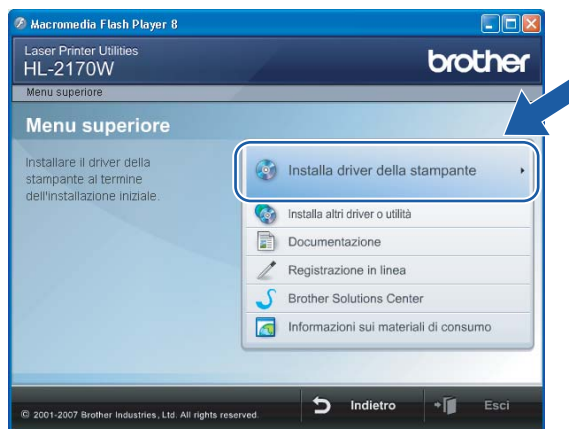 Macromedia Flash Player 8
Laser Printer Utilities
HL-2170W
brother
Menu superiore
Menu superiore
Installare il driver della
stampante al termine
dell'installazione iniziale.
Installa driver della stampante
Installa altri driver o utilità
Documentazione
Registrazione in linea
Brother Solutions Center
Informazioni sui materiali di consumo
© 2001-2007 Brother Industries, Ltd. All rights reserved.
Indietro
Esci